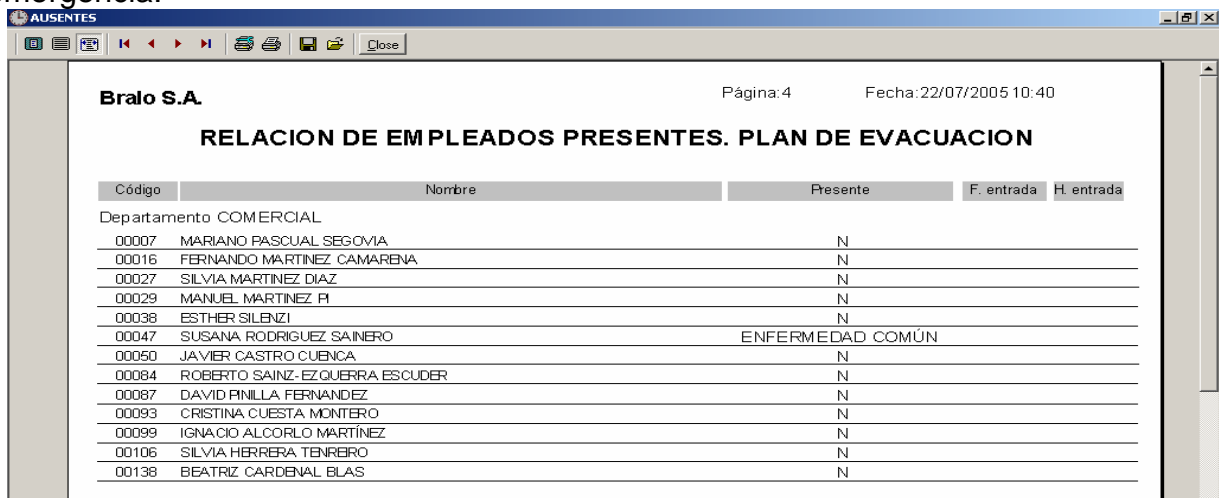 emergencia.
AUSENTES
Close
Bralo S.A. Página:4 Fecha:22/07/2005 10:40
RELACION DE EMPLEADOS PRESENTES. PLAN DE EVACUACION
Código Nombre Presente F. entrada H. entrada
Departamento COMERCIAL
00007 MARIANO PASCUAL SEGOVIA N
00016 FERNANDO MARTINEZ CAMARENA N
00027 SILVIA MARTINEZ DIAZ N
00029 MANUEL MARTINEZ PI N
00038 ESTHER SILENZI N
00047 SUSANA RODRIGUEZ SAINERO ENFERMEDAD COMÚN
00050 JAVIER CASTRO CUENCA N
00084 ROBERTO SAINZ-EZQUERRA ESCUDER N
00087 DAVID PINILLA FERNANDEZ N
00093 CRISTINA CUESTA MONTERO N
00099 IGNACIO ALCORLO MARTÍNEZ N
00106 SILVIA HERRERA TENREIRO N
00138 BEATRIZ CARDENAL BLAS N